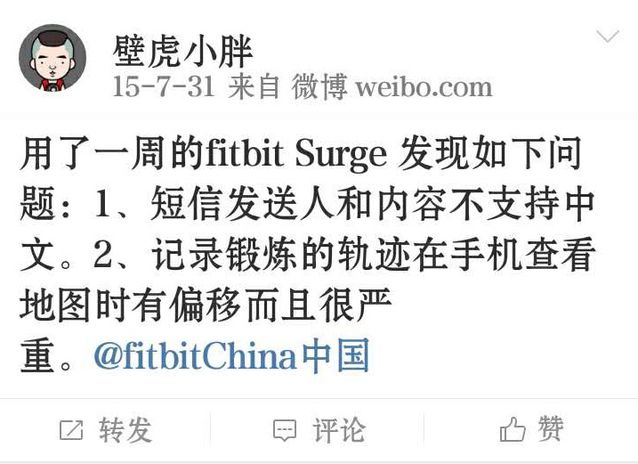 壁虎小胖
15-7-31 来自 微博 weibo.com
用了一周的fitbit Surge 发现如下问
题：1、短信发送人和内容不支持中
文。2、记录锻炼的轨迹在手机查看
地图时有偏移而且很严
重。@fitbitChina中国
转发 评论 赞